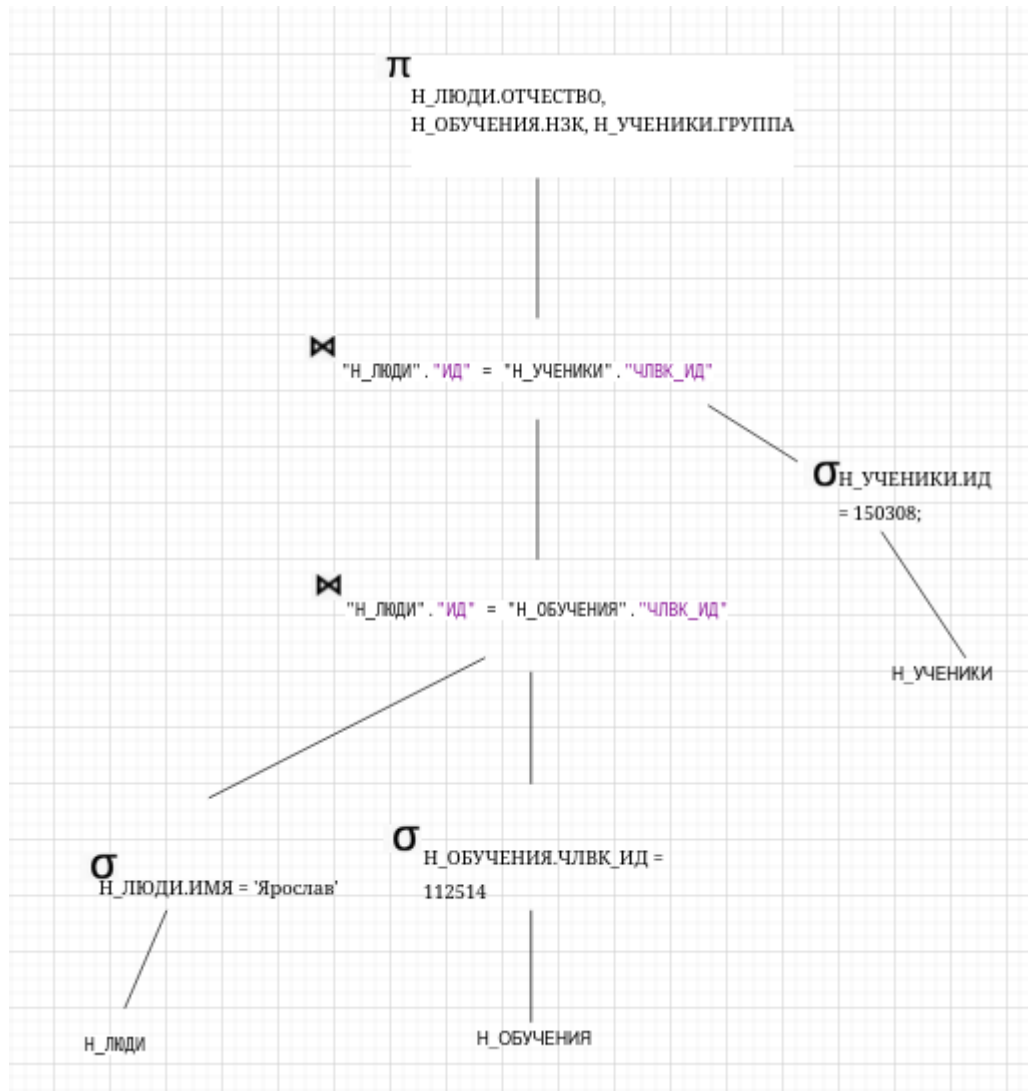 π
Н_ЛЮДИ.ОТЧЕСТВО,
Н_ОБУЧЕНИЯ.НЗК, Н_УЧЕНИКИ.ГРУППА
⋈
"Н_ЛЮДИ"."ИД" = "Н_УЧЕНИКИ"."ЧЛВК_ИД"
σ Н_УЧЕНИКИ.ИД
= 150308;
⋈
"Н_ЛЮДИ"."ИД" = "Н_ОБУЧЕНИЯ"."ЧЛВК_ИД"
Н_УЧЕНИКИ
σ
Н_ЛЮДИ.ИМЯ = 'Ярослав'
σ
Н_ОБУЧЕНИЯ.ЧЛВК_ИД =
112514
Н_ЛЮДИ
Н_ОБУЧЕНИЯ